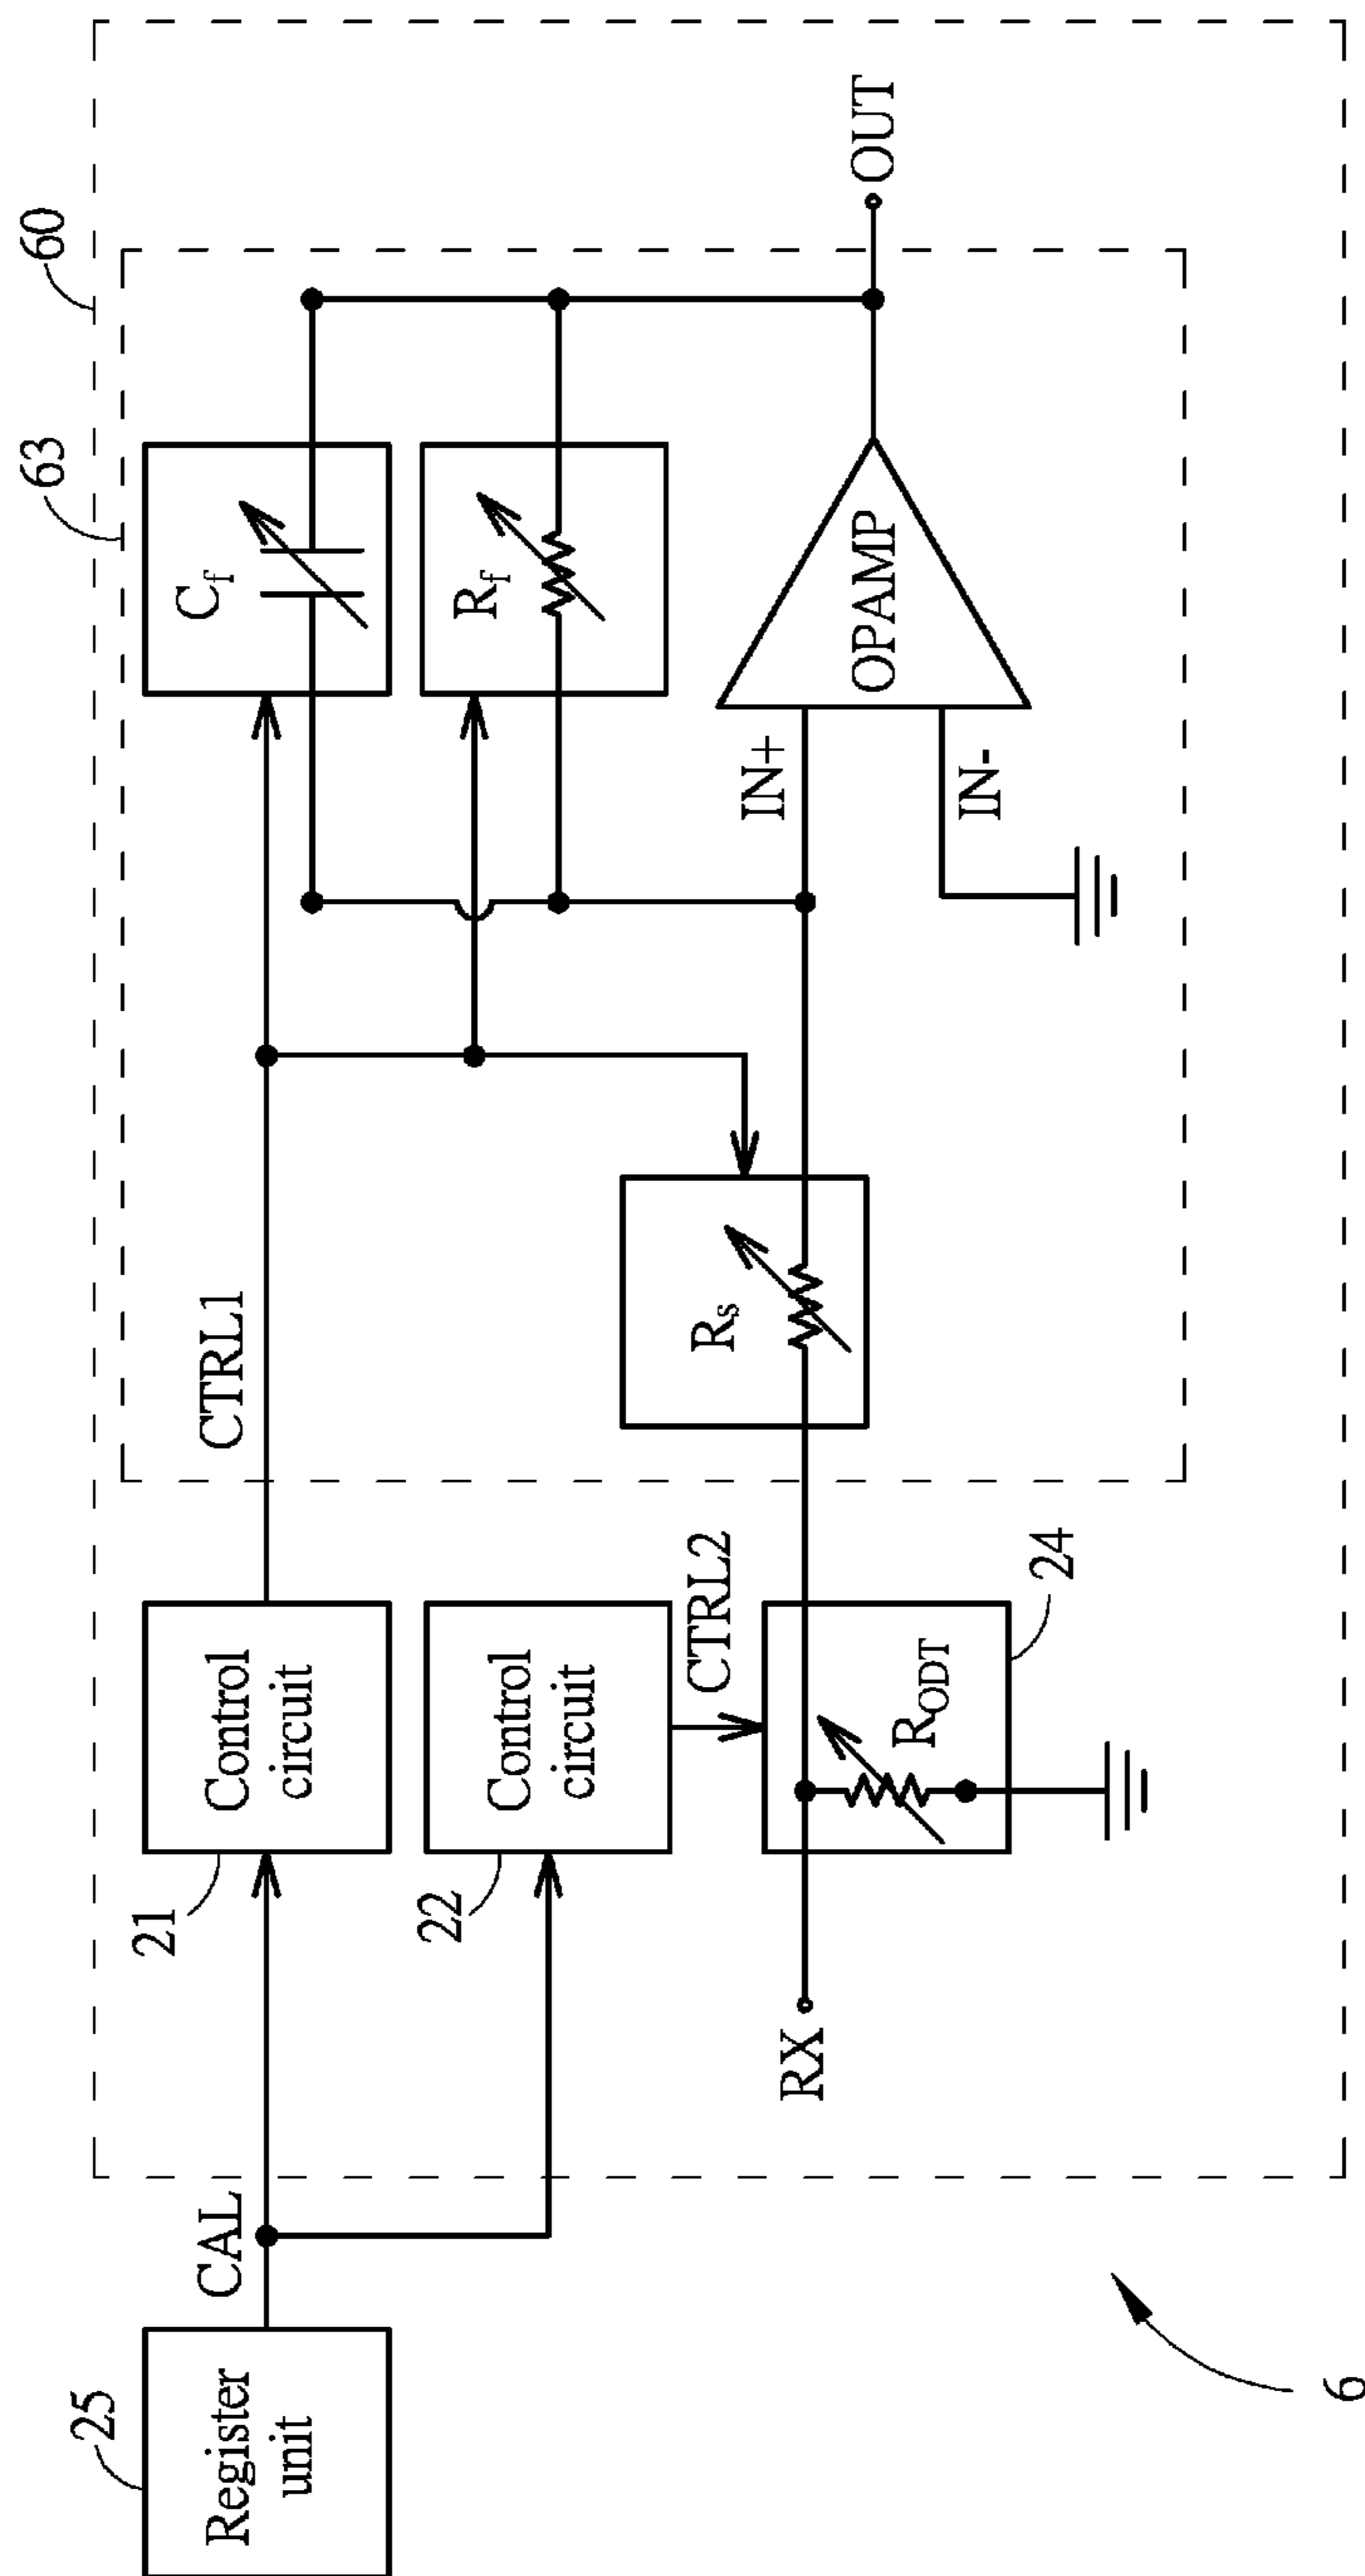 60
63
25
Register
unit
CAL
21
Control
circuit
CTRL1
C_f
R_f
22
Control
circuit
CTRL2
R_s
RX
R_ODT
24
IN+
IN-
OPAMP
OUT
6